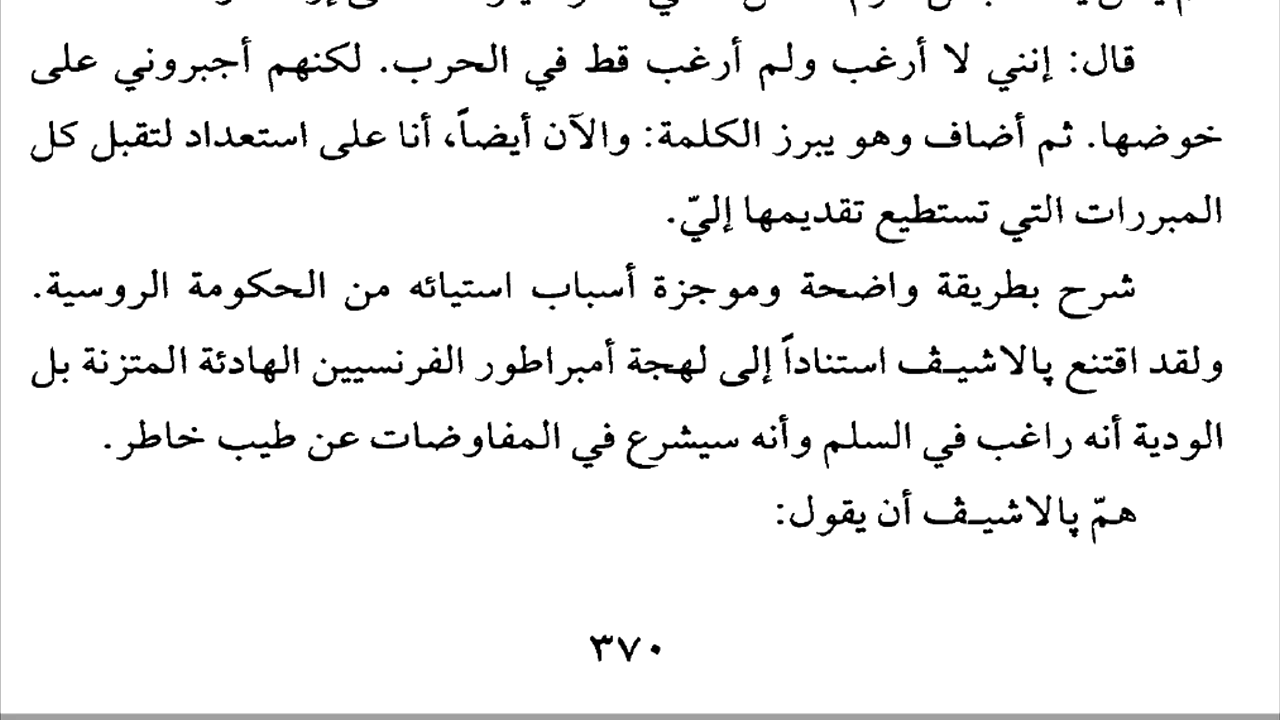 قال: إنني لا أرغب ولم أرغب قط في الحرب. لكنهم أجبروني على
خوضها. ثم أضاف وهو يبرز الكلمة: والآن أيضاً، أنا على استعداد لتقبل كل
المبررات التي تستطيع تقديمها إليّ.
شرح بطريقة واضحة وموجزة أسباب استيائه من الحكومة الروسية.
ولقد اقتنع پالاشيـڤ استناداً إلى لهجة أمبراطور الفرنسيين الهادئة المتزنة بل
الودية أنه راغب في السلم وأنه سيشرع في المفاوضات عن طيب خاطر.
همّ پالاشيـڤ أن يقول:
٣٧٠